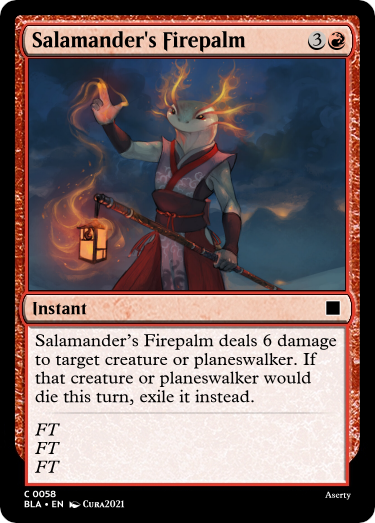 Salamander's Firepalm 3
Instant
Salamander's Firepalm deals 6 damage
to target creature or planeswalker. If
that creature or planeswalker would
die this turn, exile it instead.
FT
FT
FT
C 0058
BLA • EN Cura2021
Aserty